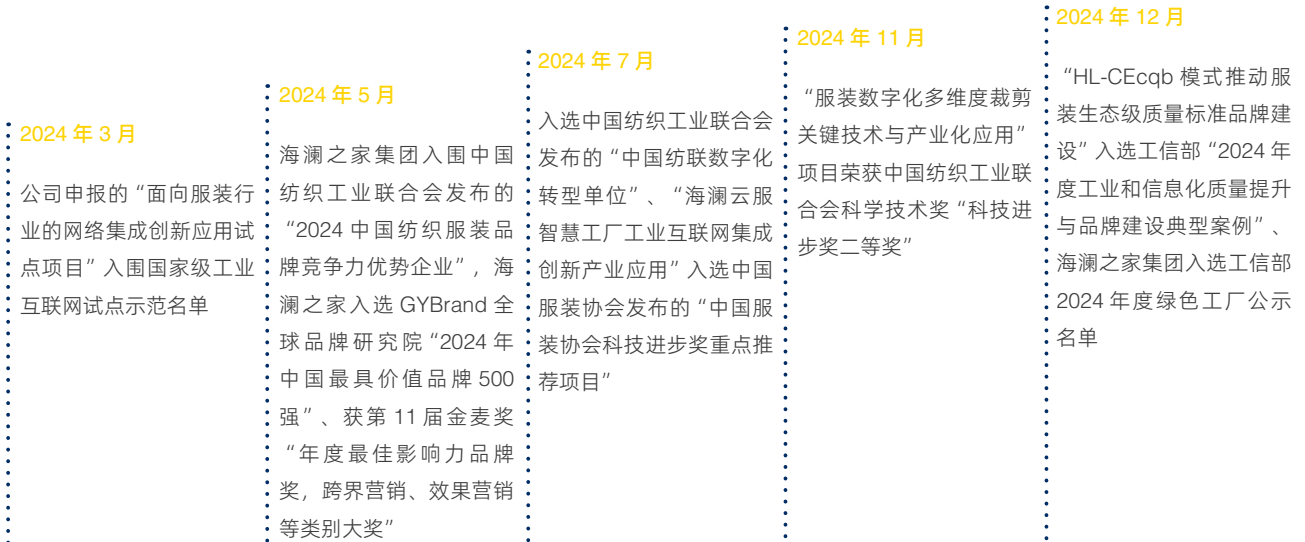 2024 年 3 月
公司申报的“面向服装行
业的网络集成创新应用试
点项目”入围国家级工业
互联网试点示范名单
2024 年 5 月
海澜之家集团入围中国
纺织工业联合会发布的
“2024 中国纺织服装品
牌竞争力优势企业”，海
澜之家入选 GYBrand 全
球品牌研究院“2024 年
中国最具价值品牌 500
强”、获第 11 届金麦奖
“年度最佳影响力品牌
奖，跨界营销、效果营销
等类别大奖”
2024 年 7 月
入选中国纺织工业联合会
发布的“中国纺联数字化
转型单位”、“海澜云服
智慧工厂工业互联网集成
创新产业应用”入选中国
服装协会发布的“中国服
装协会科技进步奖重点推
荐项目”
2024 年 11 月
“服装数字化多维度裁剪
关键技术与产业化应用”
项目荣获中国纺织工业联
合会科学技术奖“科技进
步奖二等奖”
2024 年 12 月
“HL-CEcqb 模式推动服
装生态级质量标准品牌建
设”入选工信部“2024 年
度工业和信息化质量提升
与品牌建设典型案例”、
海澜之家集团入选工信部
2024 年度绿色工厂公示
名单